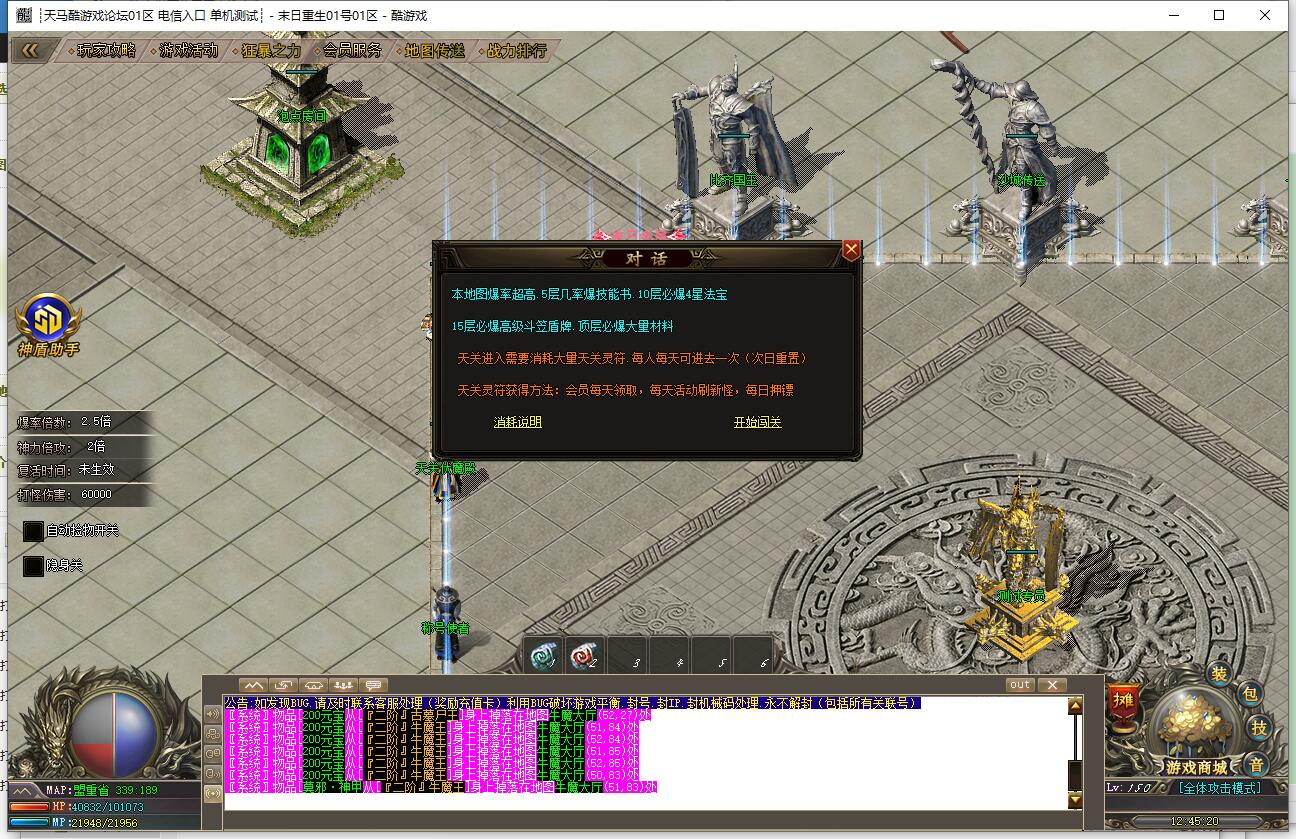 天马酷游戏论坛01区 电信入口 单机测试 - 末日重生01号01区 - 酷游戏
玩家攻略 游戏活动 狂暴之力 会员服务 地图传送 战力排行
泡点房间
比齐国王
沙城传送
对 话
本地图爆率超高.5层几率爆技能书.10层必爆4星法宝
15层必爆高级斗笠盾牌.顶层必爆大量材料
天关进入需要消耗大量天关灵符.每人每天可进去一次（次日重置）
天关灵符获得方法：会员每天领取，每天活动刷新怪，每日押镖
消耗说明 开始闯关
神盾助手
爆率倍数: 2.5倍
神力倍攻: 2倍
复活时间: 未生效
打怪伤害: 60000
自动捡物开关
隐身关
天关伏魔殿
测试专员
称号使者
1 2 3 4 5 6
out
公告:如发现BUG.请及时联系客服处理（奖励充值卡）利用BUG破坏游戏平衡.封号.封IP.封机械码处理.永不解封（包括所有关联号）
〖系统〗物品[200元宝从[『二阶』古墓尸王]身上掉落在地图牛魔大厅(52,27)处
〖系统〗物品[200元宝从[『二阶』牛魔王]身上掉落在地图牛魔大厅(51,84)处
〖系统〗物品[200元宝从[『二阶』牛魔王]身上掉落在地图牛魔大厅(52,84)处
〖系统〗物品[200元宝从[『二阶』牛魔王]身上掉落在地图牛魔大厅(51,85)处
〖系统〗物品[200元宝从[『二阶』牛魔王]身上掉落在地图牛魔大厅(52,85)处
〖系统〗物品[200元宝从[『二阶』牛魔王]身上掉落在地图牛魔大厅(50,83)处
〖系统〗物品[莫邪·神甲从[『二阶』牛魔王]身上掉落在地图牛魔大厅(51,83)处
摊
装
包
技
音
游戏商城
MAP:盟重省 339:189
HP:40832/101073
MP:21948/21956
Lv:150 [全体攻击模式]
12:45:20